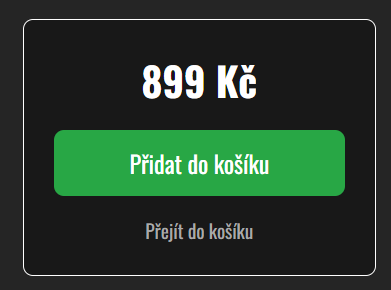 899 Kč
Přidat do košíku
Přejít do košíku